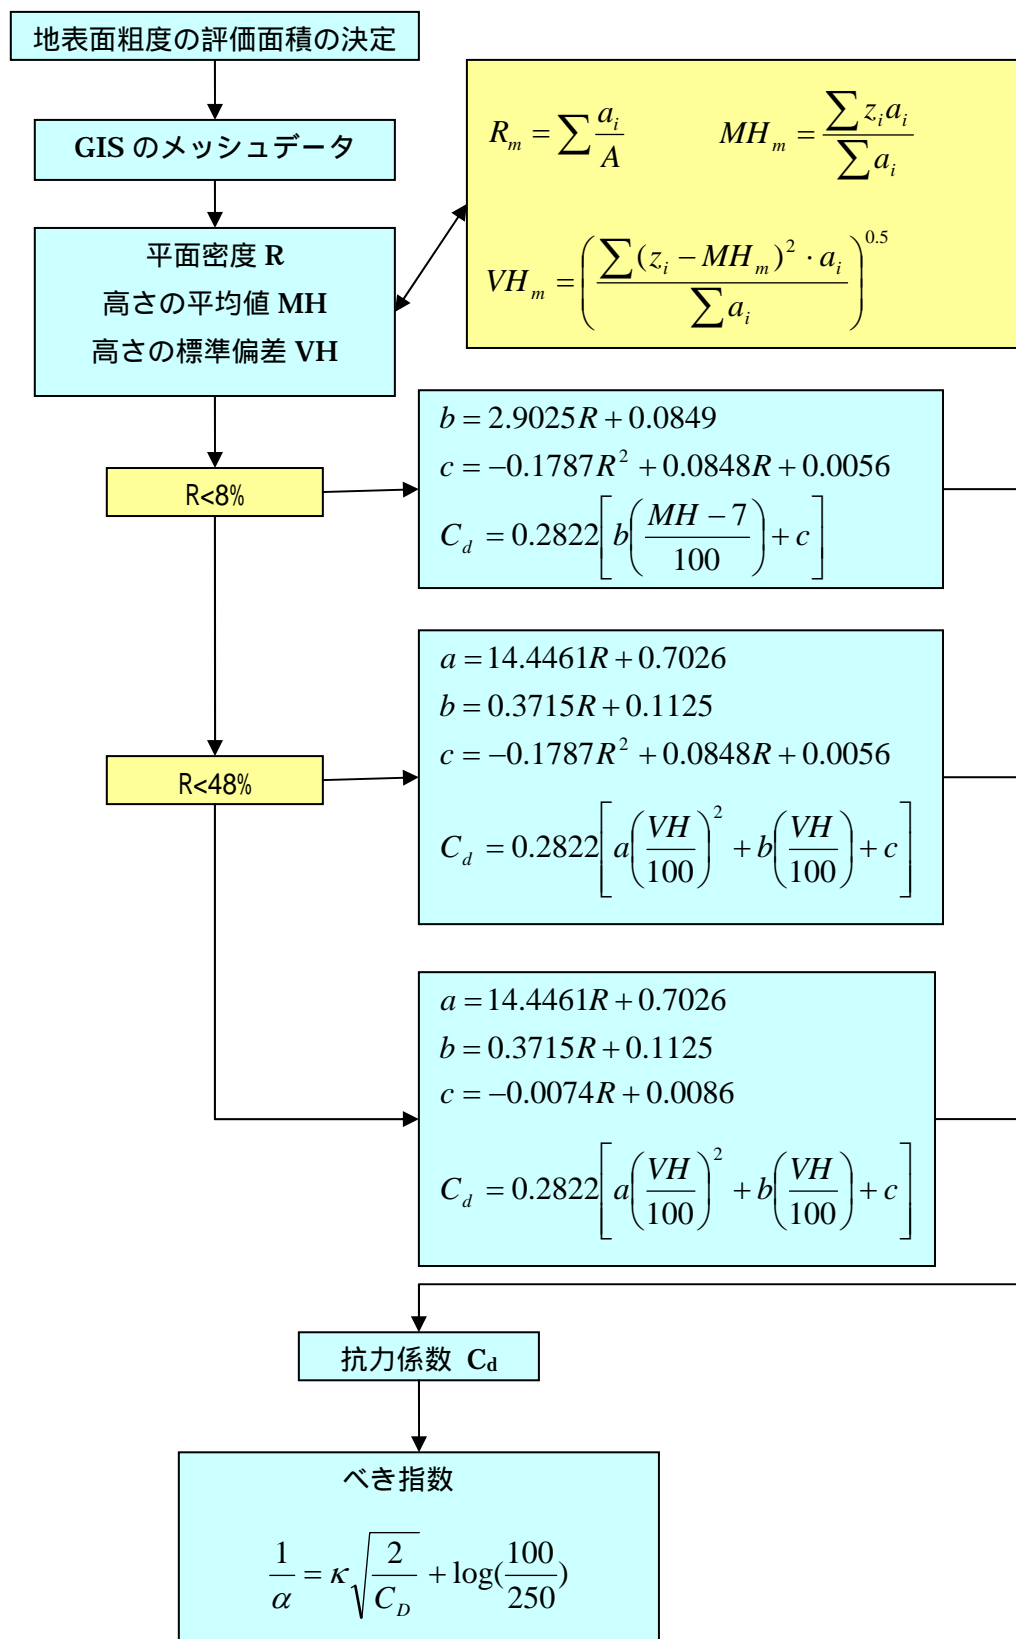 地表面粗度の評価面積の決定
GIS のメッシュデータ
平面密度 R
高さの平均値 MH
高さの標準偏差 VH
R_m = ∑ a_i / A
MH_m = ∑ z_i a_i / ∑ a_i
VH_m = ( ∑ (z_i − MH_m)^2 · a_i / ∑ a_i )^0.5
R<8%
b = 2.9025R + 0.0849
c = −0.1787R^2 + 0.0848R + 0.0056
C_d = 0.2822[ b( (MH − 7) / 100 ) + c ]
R<48%
a = 14.4461R + 0.7026
b = 0.3715R + 0.1125
c = −0.1787R^2 + 0.0848R + 0.0056
C_d = 0.2822[ a( VH / 100 )^2 + b( VH / 100 ) + c ]
a = 14.4461R + 0.7026
b = 0.3715R + 0.1125
c = −0.0074R + 0.0086
C_d = 0.2822[ a( VH / 100 )^2 + b( VH / 100 ) + c ]
抗力係数 C_d
べき指数
1 / α = κ √( 2 / C_D ) + log( 100 / 250 )